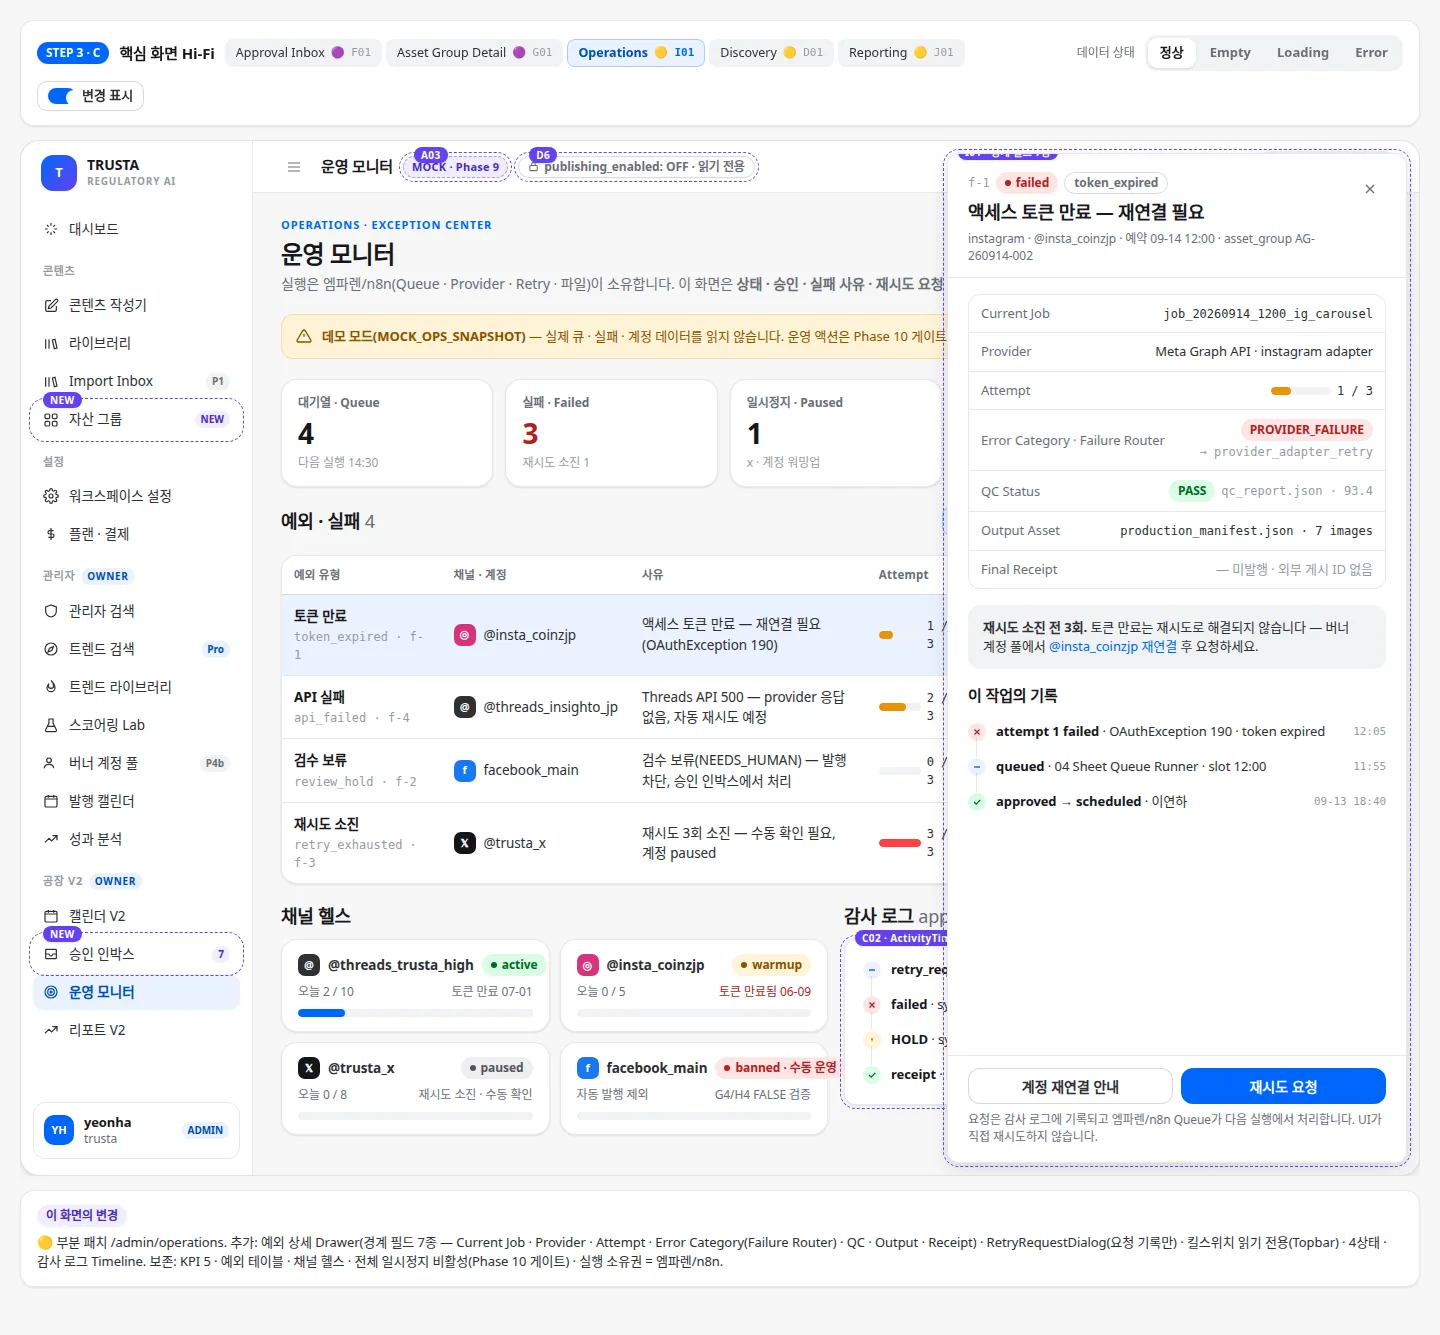 STEP 3 · C 핵심 화면 Hi-Fi Approval Inbox F01 Asset Group Detail G01 Operations I01 Discovery D01 Reporting J01 데이터 상태 정상 Empty Loading Error
변경 표시
T TRUSTA
REGULATORY AI
대시보드
콘텐츠
콘텐츠 작성기
라이브러리
Import Inbox P1
NEW
자산 그룹 NEW
설정
워크스페이스 설정
플랜 · 결제
관리자 OWNER
관리자 검색
트렌드 검색 Pro
트렌드 라이브러리
스코어링 Lab
버너 계정 풀 P4b
발행 캘린더
성과 분석
공장 V2 OWNER
캘린더 V2
NEW
승인 인박스 7
운영 모니터
리포트 V2
YH yeonha ADMIN
trusta
운영 모니터 A03 MOCK · Phase 9 D6 publishing_enabled: OFF · 읽기 전용
OPERATIONS · EXCEPTION CENTER
운영 모니터
실행은 엠파렌/n8n(Queue · Provider · Retry · 파일)이 소유합니다. 이 화면은 상태 · 승인 · 실패 사유 · 재시도 요청
데모 모드(MOCK_OPS_SNAPSHOT) — 실제 큐 · 실패 · 계정 데이터를 읽지 않습니다. 운영 액션은 Phase 10 게이트
대기열 · Queue
4
다음 실행 14:30
실패 · Failed
3
재시도 소진 1
일시정지 · Paused
1
x · 계정 워밍업
예외 · 실패 4
예외 유형 채널 · 계정 사유 Attempt
토큰 만료
token_expired · f-
1
@insta_coinzjp
액세스 토큰 만료 — 재연결 필요
(OAuthException 190)
1 /
3
API 실패
api_failed · f-4
@threads_insighto_jp
Threads API 500 — provider 응답
없음, 자동 재시도 예정
2 /
3
검수 보류
review_hold · f-2
facebook_main
검수 보류(NEEDS_HUMAN) — 발행
차단, 승인 인박스에서 처리
0 /
3
재시도 소진
retry_exhausted ·
f-3
@trusta_x
재시도 3회 소진 — 수동 확인 필요,
계정 paused
3 /
3
채널 헬스
@threads_trusta_high active
오늘 2 / 10 토큰 만료 07-01
@insta_coinzjp warmup
오늘 0 / 5 토큰 만료됨 06-09
@trusta_x paused
오늘 0 / 8 재시도 소진 · 수동 확인
facebook_main banned · 수동 운영
자동 발행 제외 G4/H4 FALSE 검증
감사 로그 app
C02 · ActivityTim
retry_req
failed · sy
HOLD · sy
receipt ·
f-1 failed token_expired
액세스 토큰 만료 — 재연결 필요
instagram · @insta_coinzjp · 예약 09-14 12:00 · asset_group AG-
260914-002
Current Job job_20260914_1200_ig_carousel
Provider Meta Graph API · instagram adapter
Attempt 1 / 3
Error Category · Failure Router PROVIDER_FAILURE
→ provider_adapter_retry
QC Status PASS qc_report.json · 93.4
Output Asset production_manifest.json · 7 images
Final Receipt — 미발행 · 외부 게시 ID 없음
재시도 소진 전 3회. 토큰 만료는 재시도로 해결되지 않습니다 — 버너
계정 풀에서 @insta_coinzjp 재연결 후 요청하세요.
이 작업의 기록
attempt 1 failed · OAuthException 190 · token expired 12:05
queued · 04 Sheet Queue Runner · slot 12:00 11:55
approved → scheduled · 이연하 09-13 18:40
계정 재연결 안내 재시도 요청
요청은 감사 로그에 기록되고 엠파렌/n8n Queue가 다음 실행에서 처리합니다. UI가
직접 재시도하지 않습니다.
이 화면의 변경
부분 패치 /admin/operations. 추가: 예외 상세 Drawer(경계 필드 7종 — Current Job · Provider · Attempt · Error Category(Failure Router) · QC · Output · Receipt) · RetryRequestDialog(요청 기록만) · 킬스위치 읽기 전용(Topbar) · 4상태 ·
감사 로그 Timeline. 보존: KPI 5 · 예외 테이블 · 채널 헬스 · 전체 일시정지 비활성(Phase 10 게이트) · 실행 소유권 = 엠파렌/n8n.